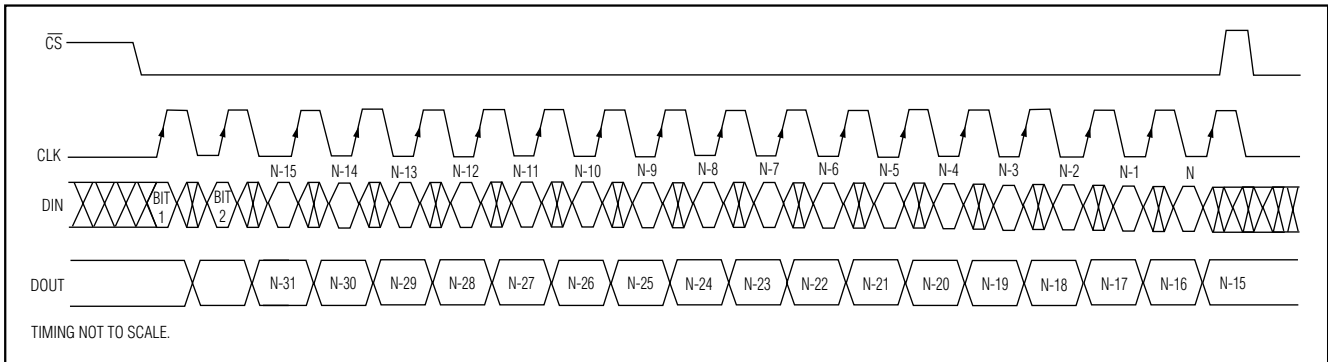 CS
CLK
N-15 N-14 N-13 N-12 N-11 N-10 N-9 N-8 N-7 N-6 N-5 N-4 N-3 N-2 N-1 N
DIN
BIT 1
BIT 2
DOUT
N-31 N-30 N-29 N-28 N-27 N-26 N-25 N-24 N-23 N-22 N-21 N-20 N-19 N-18 N-17 N-16 N-15
TIMING NOT TO SCALE.